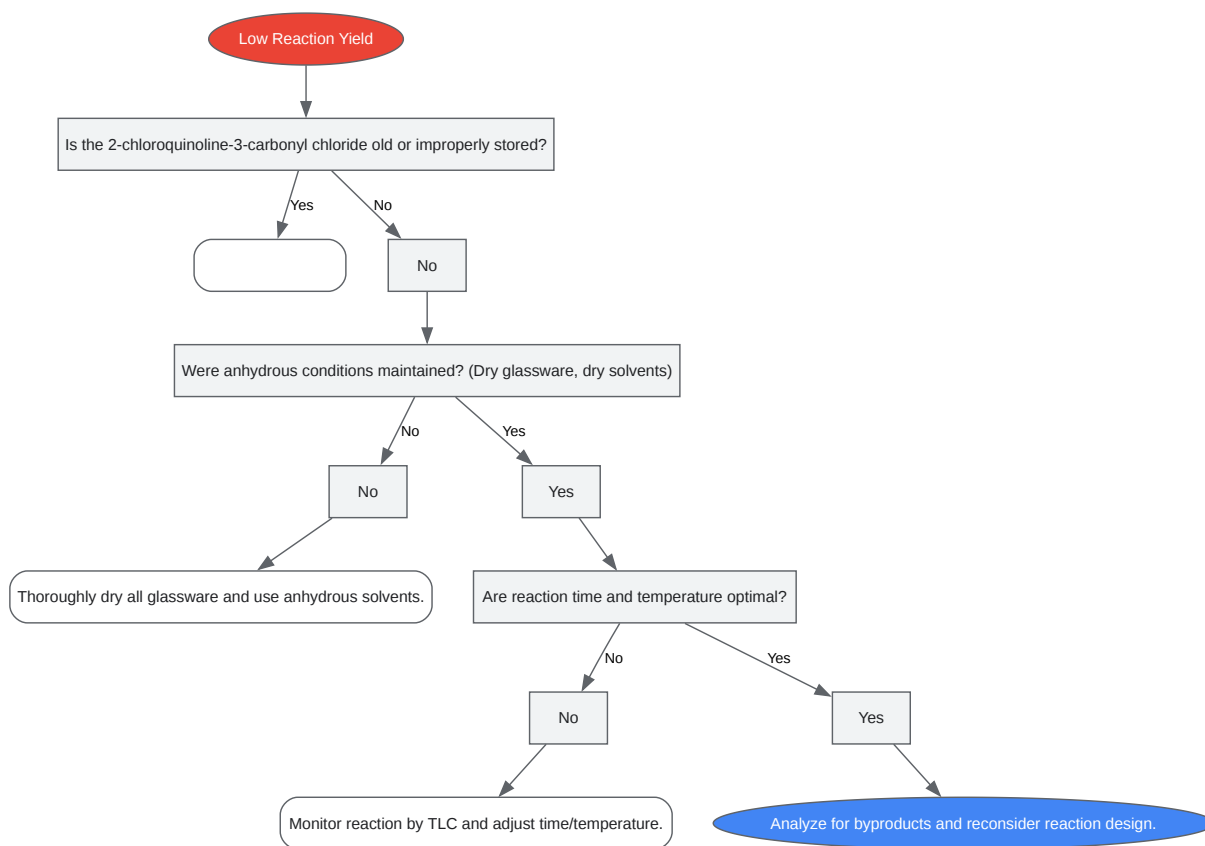 Low Reaction Yield
Is the 2-chloroquinoline-3-carbonyl chloride old or improperly stored?
Yes
No
No
Were anhydrous conditions maintained? (Dry glassware, dry solvents)
No
Yes
No
Yes
Thoroughly dry all glassware and use anhydrous solvents.
Are reaction time and temperature optimal?
No
Yes
No
Yes
Monitor reaction by TLC and adjust time/temperature.
Analyze for byproducts and reconsider reaction design.